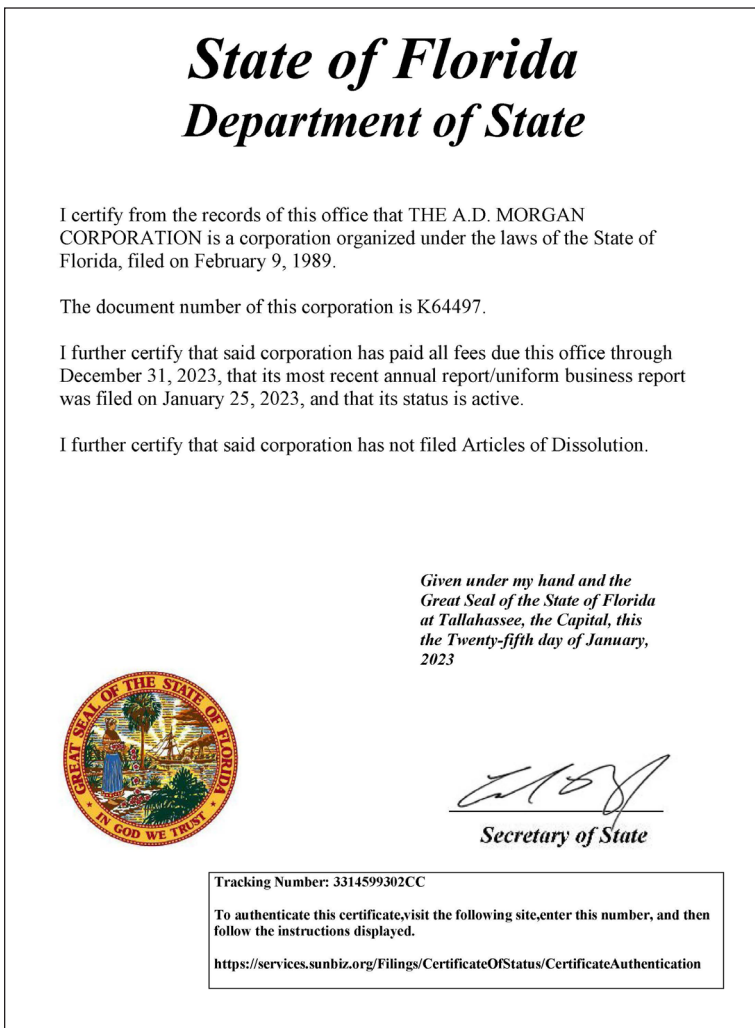 State of Florida
Department of State
I certify from the records of this office that THE A.D. MORGAN
CORPORATION is a corporation organized under the laws of the State of
Florida, filed on February 9, 1989.
The document number of this corporation is K64497.
I further certify that said corporation has paid all fees due this office through
December 31, 2023, that its most recent annual report/uniform business report
was filed on January 25, 2023, and that its status is active.
I further certify that said corporation has not filed Articles of Dissolution.
Given under my hand and the
Great Seal of the State of Florida
at Tallahassee, the Capital, this
the Twenty-fifth day of January,
2023
GREAT SEAL OF THE STATE OF FLORIDA
IN GOD WE TRUST
Secretary of State
Tracking Number: 3314599302CC
To authenticate this certificate,visit the following site,enter this number, and then
follow the instructions displayed.
https://services.sunbiz.org/Filings/CertificateOfStatus/CertificateAuthentication